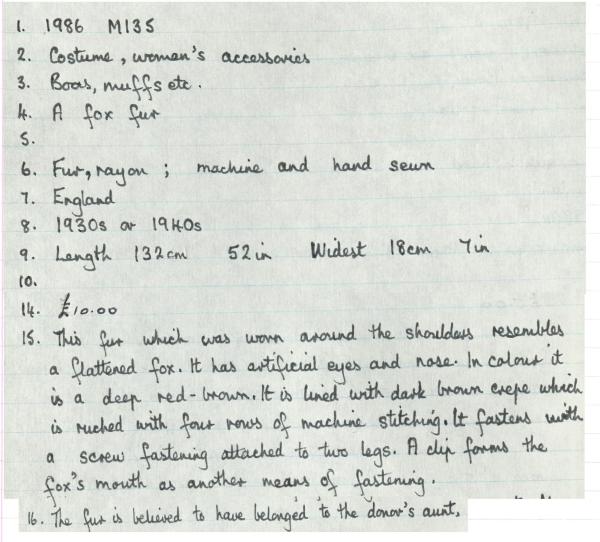 1. 1986 M135
2. Costume, women's accessories
3. Boas, muffs etc.
4. A fox fur
5.
6. Fur, rayon ; machine and hand sewn
7. England
8. 1930s or 1940s
9. Length 132cm 52in Widest 18cm 7in
10.
14. £10.00
15. This fur which was worn around the shoulders resembles
a flattened fox. It has artificial eyes and nose. In colour it
is a deep red-brown. It is lined with dark brown crepe which
is ruched with four rows of machine stitching. It fastens with
a screw fastening attached to two legs. A clip forms the
fox's mouth as another means of fastening.
16. The fur is believed to have belonged to the donor's aunt,